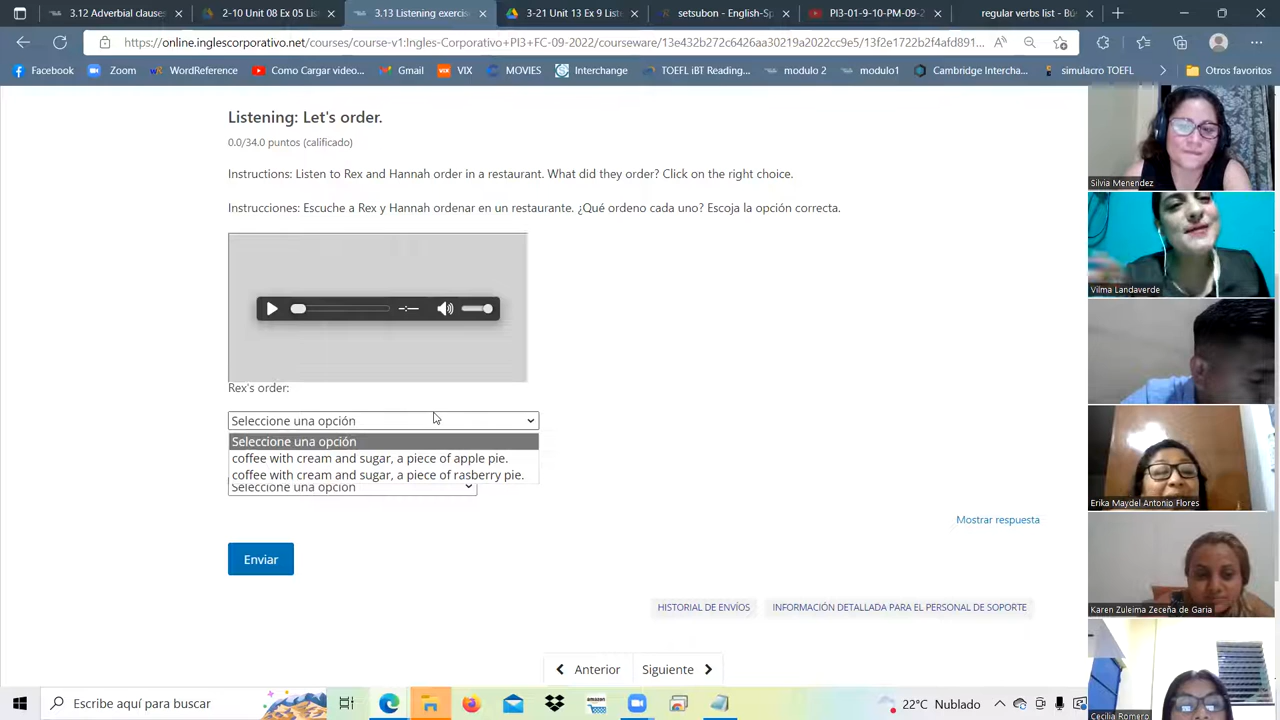 3.12 Adverbial clauses
2-10 Unit 08 Ex 05 List
3.13 Listening exercise
3-21 Unit 13 Ex 9 Listen
setsubon - English-Sp
PI3-01-9-10-PM-09-2
regular verbs list - Bú
https://online.inglescorporativo.net/courses/course-v1:Ingles-Corporativo+PI3+FC-09-2022/courseware/13e432b272c6426aa30219a2022cc9e5/13f2e1722b2f4afd891...
Facebook
Zoom
WordReference
Como Cargar video...
Gmail
VIX
MOVIES
Interchange
TOEFL iBT Reading...
modulo 2
modulo1
Cambridge Intercha...
simulacro TOEFL
Otros favoritos
Listening: Let's order.
0.0/34.0 puntos (calificado)
Instructions: Listen to Rex and Hannah order in a restaurant. What did they order? Click on the right choice.
Instrucciones: Escuche a Rex y Hannah ordenar en un restaurante. ¿Qué ordeno cada uno? Escoja la opción correcta.
-:--
Rex's order:
Seleccione una opción
Seleccione una opción
coffee with cream and sugar, a piece of apple pie.
coffee with cream and sugar, a piece of rasberry pie.
Seleccione una opción
Mostrar respuesta
Enviar
HISTORIAL DE ENVÍOS
INFORMACIÓN DETALLADA PARA EL PERSONAL DE SOPORTE
Anterior
Siguiente
Silvia Menendez
Vilma Landaverde
Erika Maydel Antonio Flores
Karen Zuleima Zeceña de Garia
Cecilia Romero
Escribe aquí para buscar
amazon
22°C Nublado